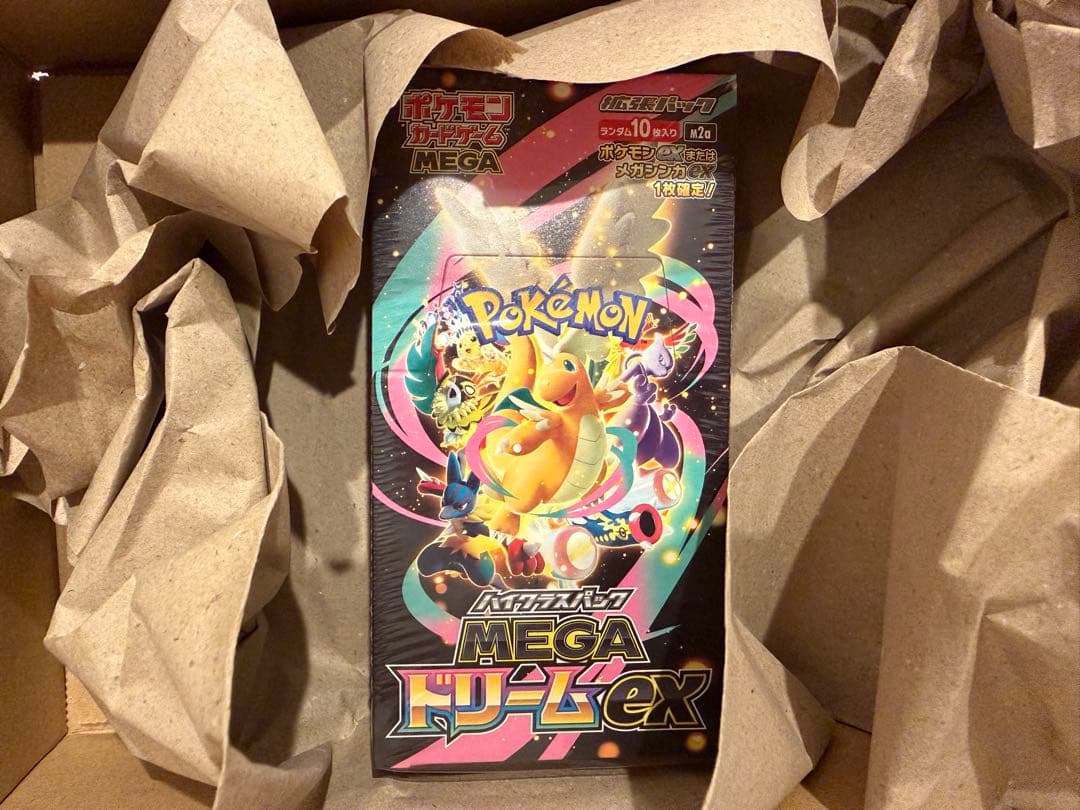 ポケモン
カードゲーム
MEGA
拡張パック
ランダム10枚入り
M2a
ポケモンexまたは
メガシンカex
1枚確定!
POKéMON
ハイクラスパック
MEGA
ドリームex